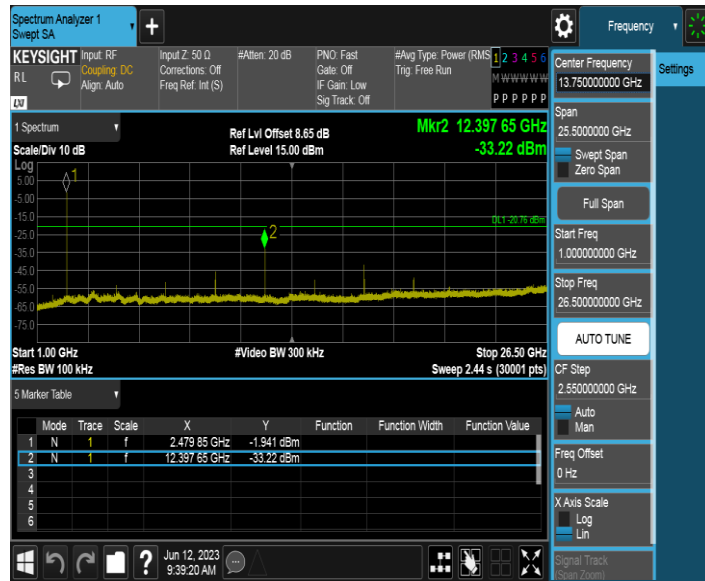 Spectrum Analyzer 1
Swept SA
+
Frequency
KEYSIGHT
RL
LXI
Input: RF
Coupling: DC
Align: Auto
Input Z: 50 Ω
Corrections: Off
Freq Ref: Int (S)
#Atten: 20 dB
PNO: Fast
Gate: Off
IF Gain: Low
Sig Track: Off
#Avg Type: Power (RMS
Trig: Free Run
1 2 3 4 5 6
M W W W W W
P P P P P P
1 Spectrum
Scale/Div 10 dB
Ref Lvl Offset 8.65 dB
Ref Level 15.00 dBm
Mkr2 12.397 65 GHz
-33.22 dBm
Log
5.00
-5.00
-15.0
-25.0
-35.0
-45.0
-55.0
-65.0
-75.0
1
2
DL1 -20.76 dBm
Start 1.00 GHz
#Res BW 100 kHz
#Video BW 300 kHz
Stop 26.50 GHz
Sweep 2.44 s (30001 pts)
5 Marker Table
Mode Trace Scale X Y Function Function Width Function Value
1 N 1 f 2.479 85 GHz -1.941 dBm
2 N 1 f 12.397 65 GHz -33.22 dBm
3
4
5
6
?
Jun 12, 2023
9:39:20 AM
Center Frequency
13.750000000 GHz
Span
25.5000000 GHz
Swept Span
Zero Span
Full Span
Start Freq
1.00000000 GHz
Stop Freq
26.500000000 GHz
AUTO TUNE
CF Step
2.550000000 GHz
Auto
Man
Freq Offset
0 Hz
X Axis Scale
Log
Lin
Signal Track
(Span Zoom)
Settings